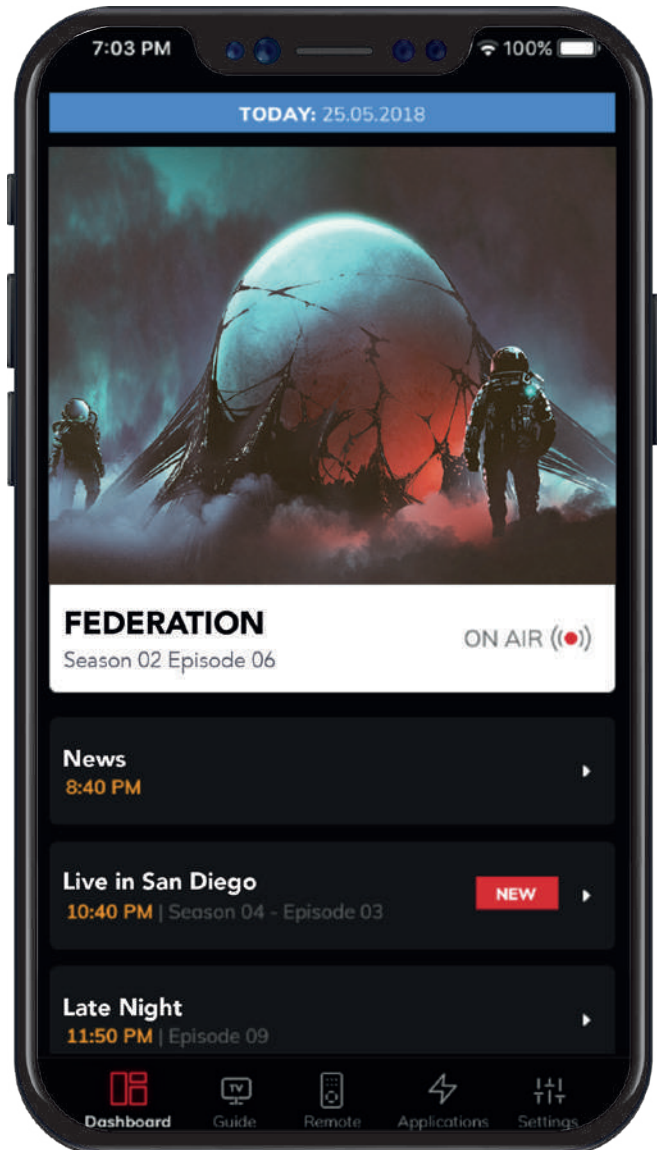 7:03 PM 100%
TODAY: 25.05.2018
FEDERATION
Season 02 Episode 06
ON AIR
News
8:40 PM
Live in San Diego
10:40 PM | Season 04 - Episode 03
NEW
Late Night
11:50 PM | Episode 09
TV
Dashboard Guide Remote Applications Settings